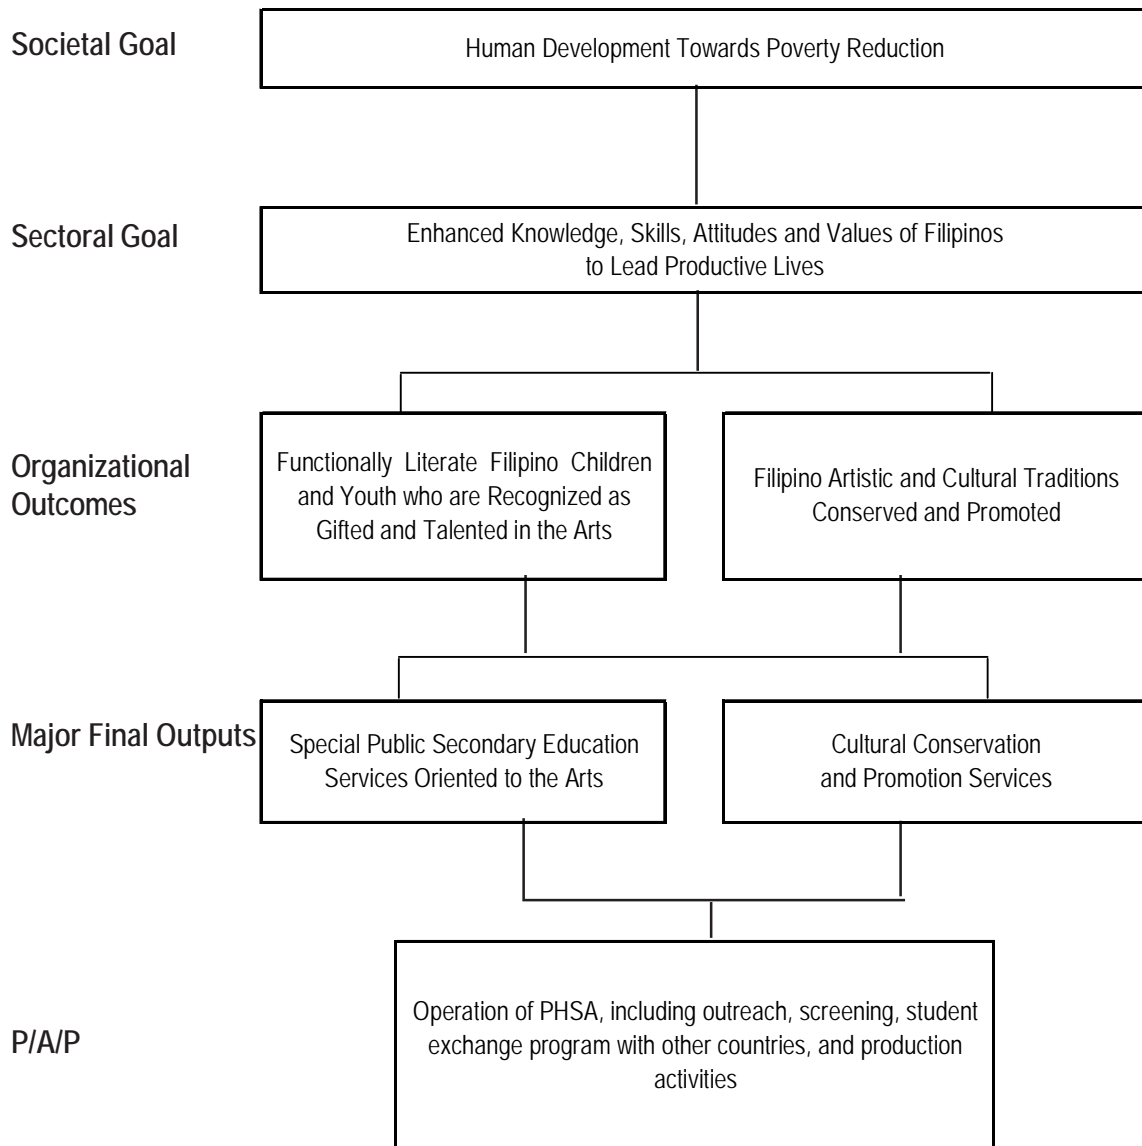 Societal Goal
Human Development Towards Poverty Reduction
Sectoral Goal
Enhanced Knowledge, Skills, Attitudes and Values of Filipinos
to Lead Productive Lives
Organizational
Outcomes
Functionally Literate Filipino Children
and Youth who are Recognized as
Gifted and Talented in the Arts
Filipino Artistic and Cultural Traditions
Conserved and Promoted
Major Final Outputs
Special Public Secondary Education
Services Oriented to the Arts
Cultural Conservation
and Promotion Services
P/A/P
Operation of PHSA, including outreach, screening, student
exchange program with other countries, and production
activities